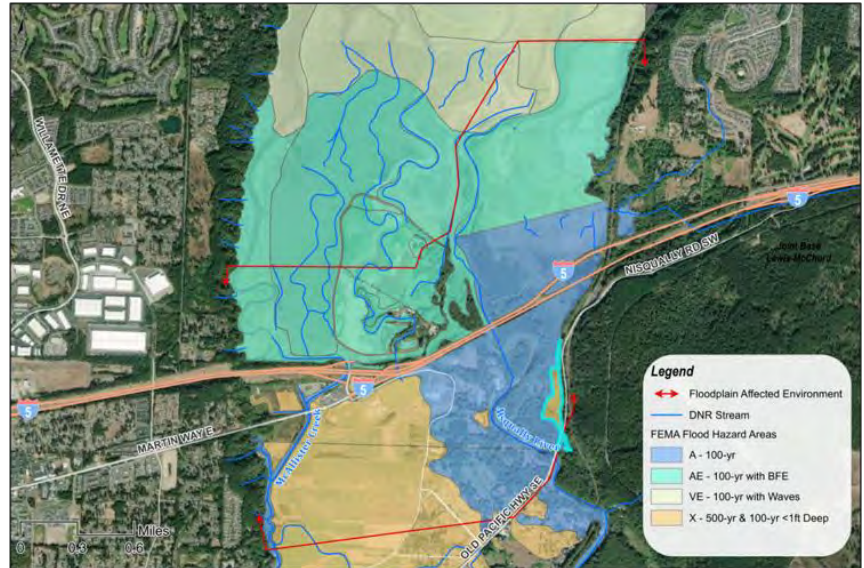 WILLAMETTE DR NE
5
NISQUALLY RD SW
Joint Base
Lewis-McChord
5
5
5
MARTIN WAY E
McAllister Creek
Nisqually River
OLD PACIFIC HWY SE
Miles
0 0.3 0.6
Legend
Floodplain Affected Environment
DNR Stream
FEMA Flood Hazard Areas
A - 100-yr
AE - 100-yr with BFE
VE - 100-yr with Waves
X - 500-yr & 100-yr <1ft Deep